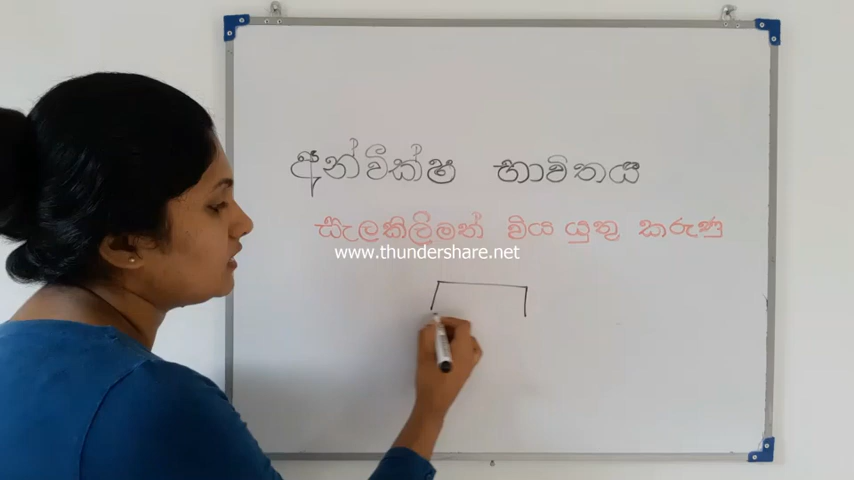 අන්වීක්ෂ භාවිතය
සැලකිලිමත් විය යුතු කරුණු
www.thundershare.net